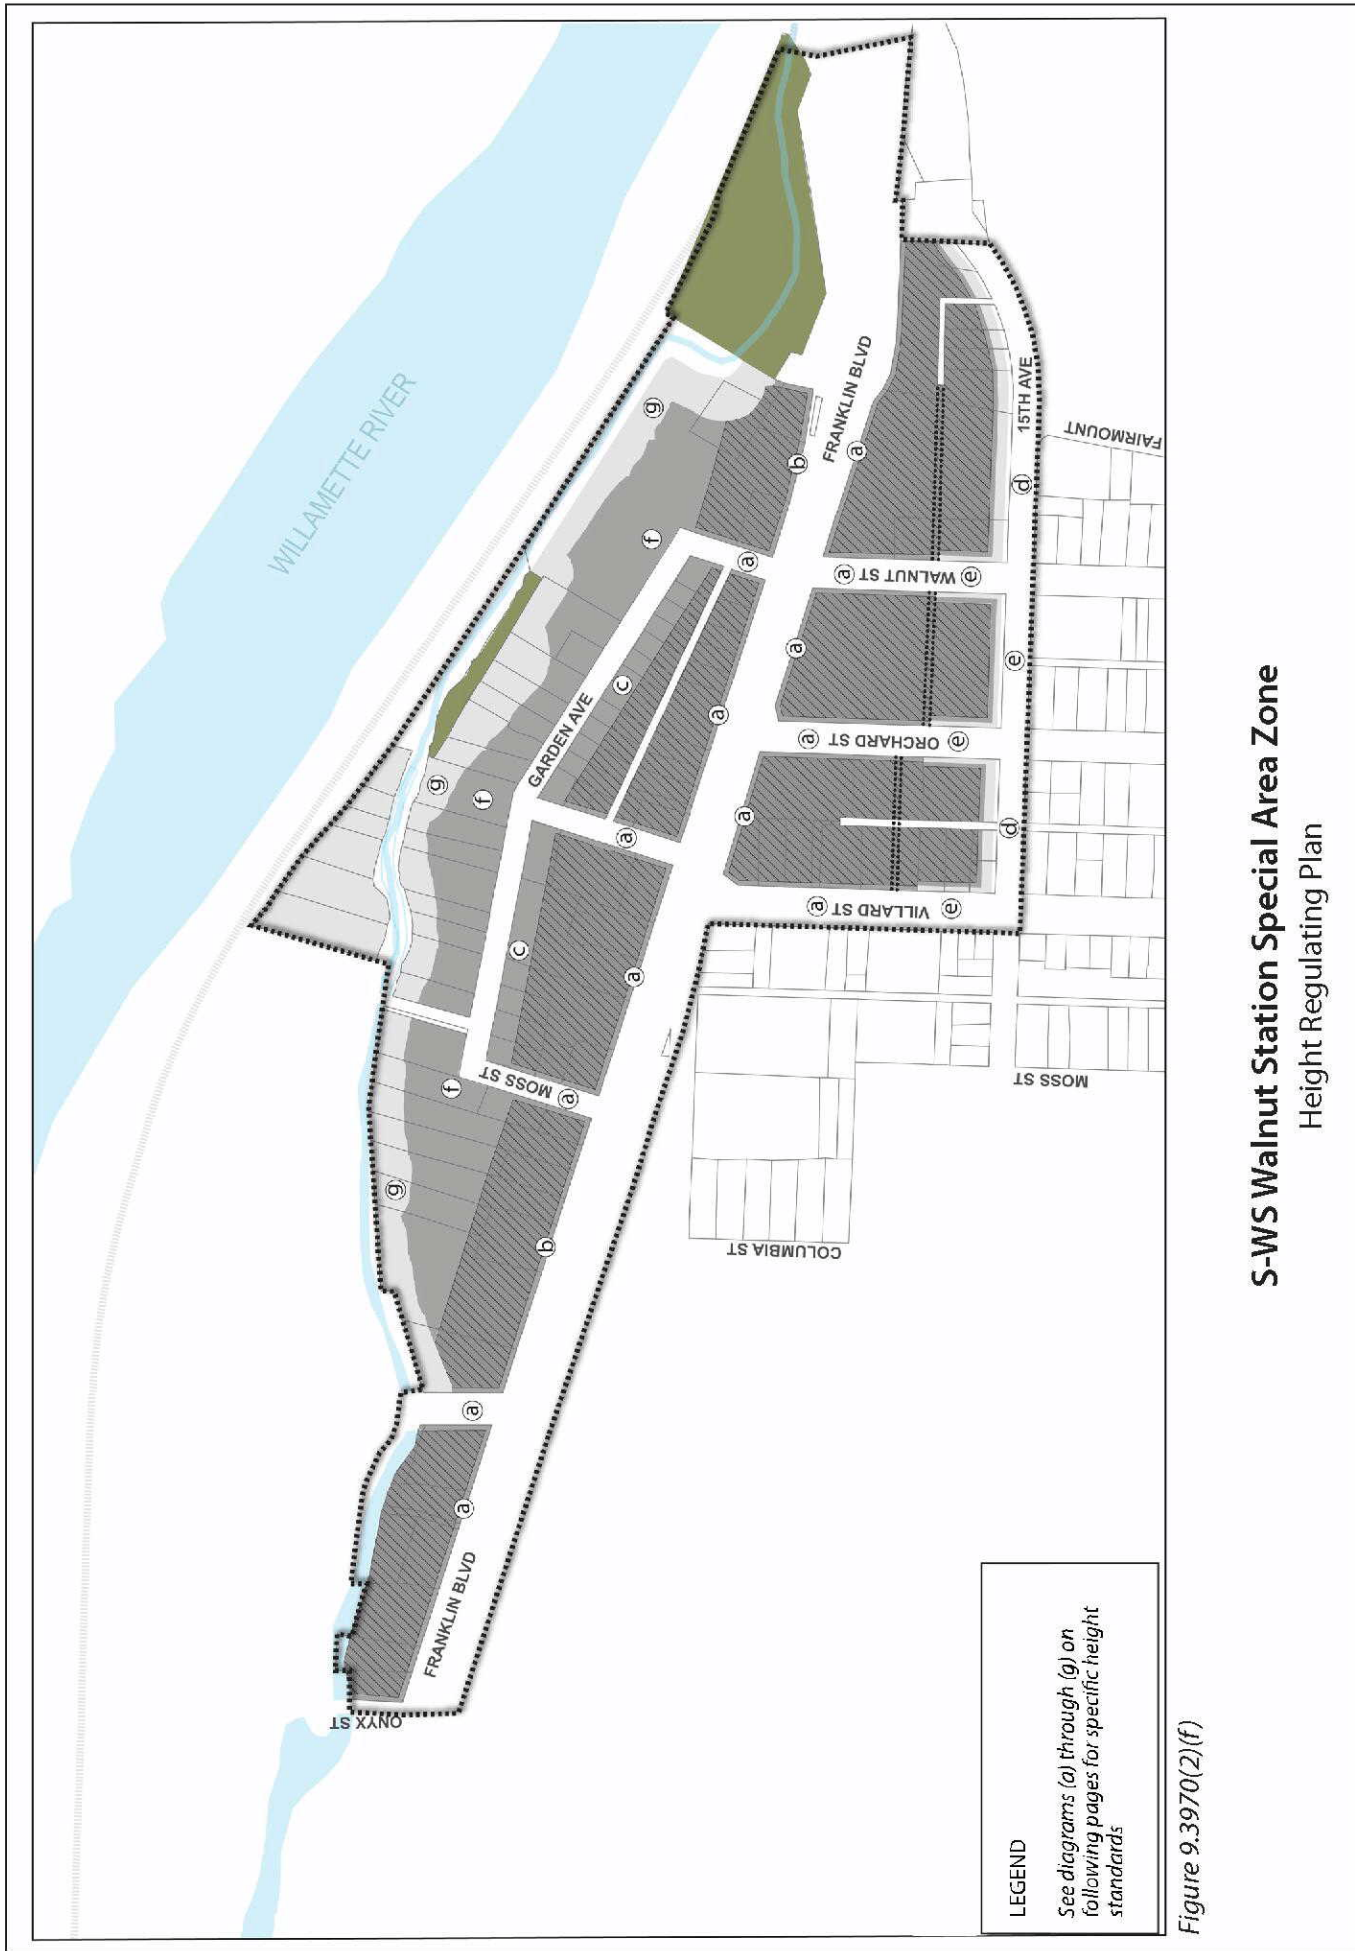 S-WS Walnut Station Special Area Zone
Height Regulating Plan
WILLAMETTE RIVER
g
f
b
a
FRANKLIN BLVD
a
15TH AVE
FAIRMOUNT
d
a
WALNUT ST
e
c
a
a
e
GARDEN AVE
g
f
a
a
ORCHARD ST
e
a
d
c
a
a
VILLARD ST
e
f
MOSS ST
a
MOSS ST
g
b
COLUMBIA ST
a
a
FRANKLIN BLVD
ONYX ST
LEGEND
See diagrams (a) through (g) on
following pages for specific height
standards
Figure 9.3970(2)(f)